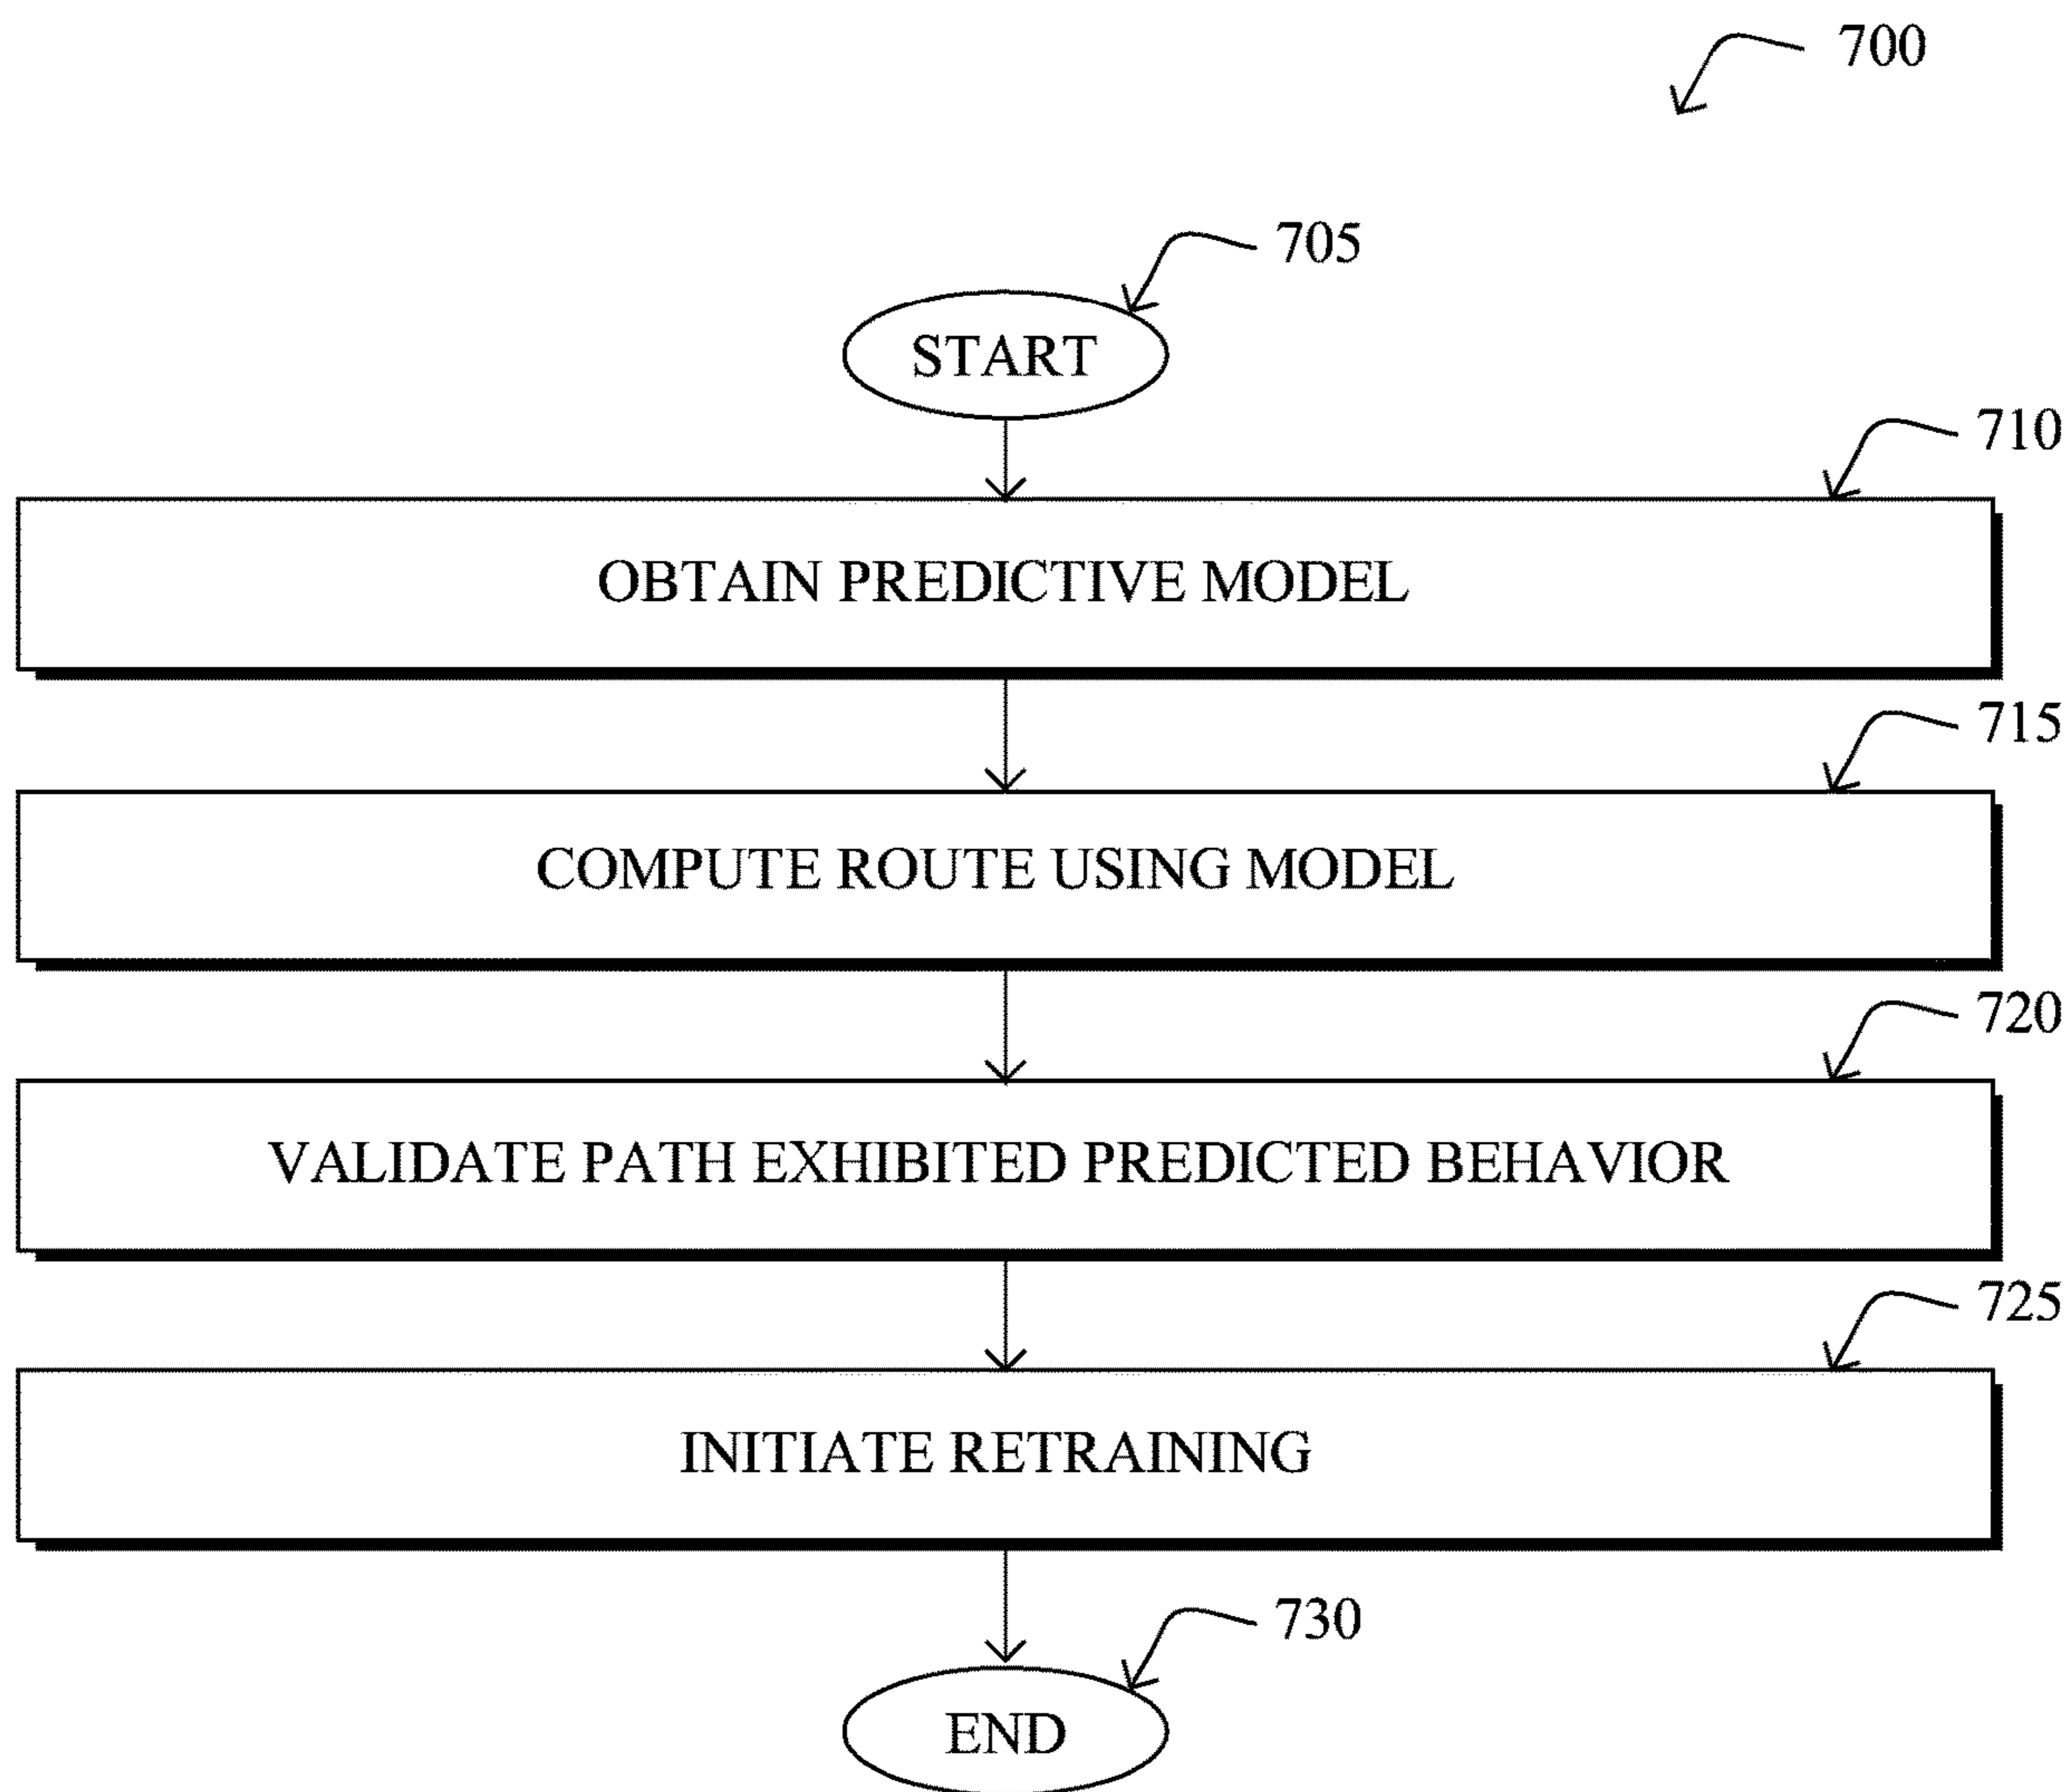 700
705
START
710
OBTAIN PREDICTIVE MODEL
715
COMPUTE ROUTE USING MODEL
720
VALIDATE PATH EXHIBITED PREDICTED BEHAVIOR
725
INITIATE RETRAINING
730
END